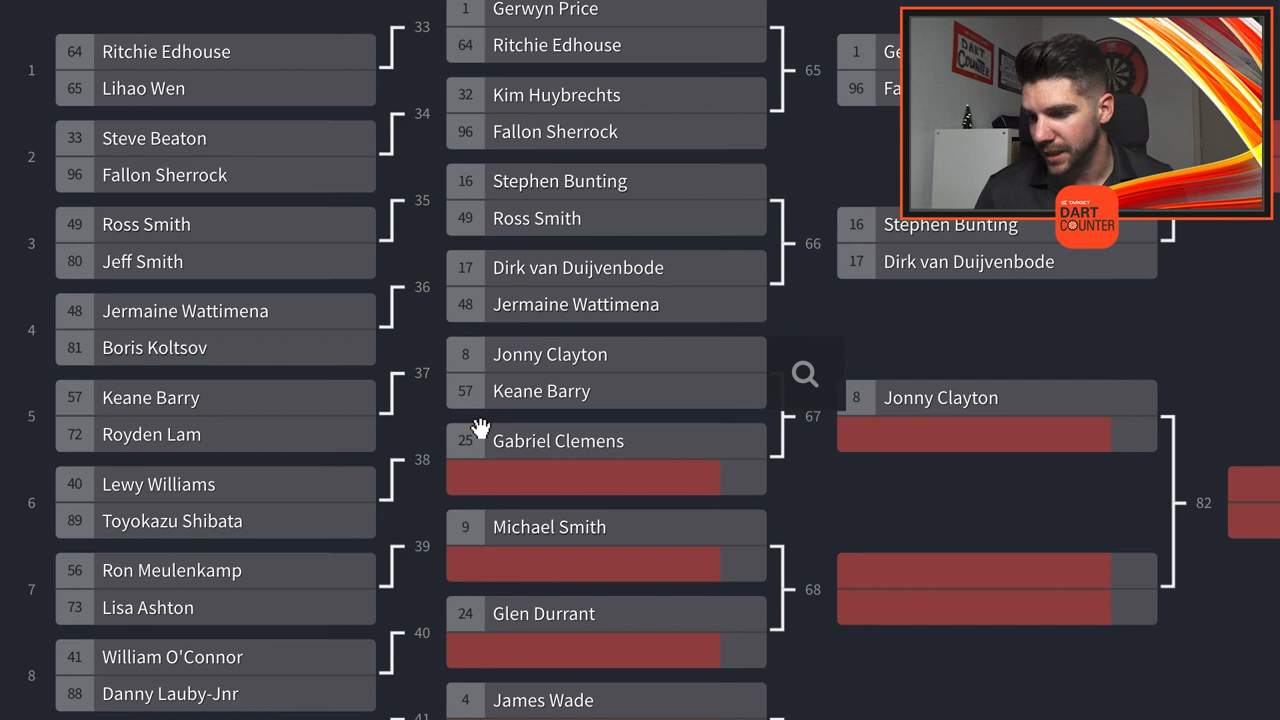 1
64 Ritchie Edhouse
65 Lihao Wen
2
33 Steve Beaton
96 Fallon Sherrock
3
49 Ross Smith
80 Jeff Smith
4
48 Jermaine Wattimena
81 Boris Koltsov
5
57 Keane Barry
72 Royden Lam
6
40 Lewy Williams
89 Toyokazu Shibata
7
56 Ron Meulenkamp
73 Lisa Ashton
8
41 William O'Connor
88 Danny Lauby-Jnr
33
1 Gerwyn Price
64 Ritchie Edhouse
34
32 Kim Huybrechts
96 Fallon Sherrock
35
16 Stephen Bunting
49 Ross Smith
36
17 Dirk van Duijvenbode
48 Jermaine Wattimena
37
8 Jonny Clayton
57 Keane Barry
38
25 Gabriel Clemens
39
9 Michael Smith
40
24 Glen Durrant
41
4 James Wade
65
1 Ge
96 Fa
66
16 Stephen Bunting
17 Dirk van Duijvenbode
67
8 Jonny Clayton
68
82
DART
COUNTER
TARGET
DART
COUNTER